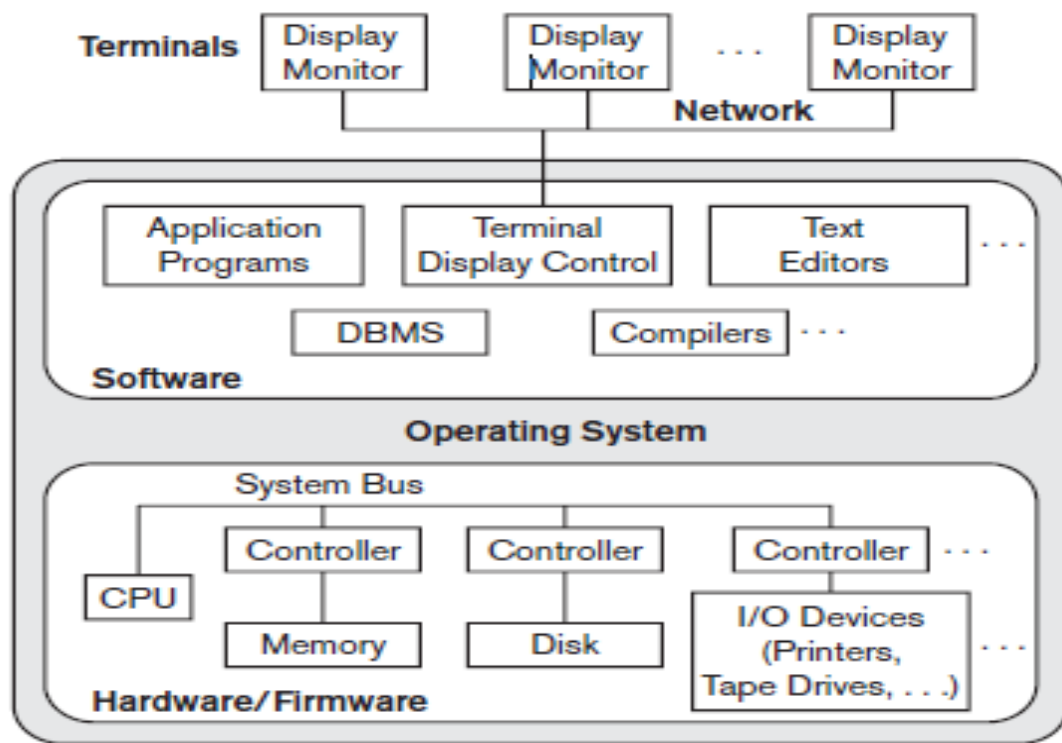 Terminals
Display
Monitor
Display
Monitor
. . .
Display
Monitor
Network
Application
Programs
Terminal
Display Control
Text
Editors
. . .
DBMS
Compilers
. . .
Software
Operating System
System Bus
Controller
Controller
Controller
. . .
CPU
Memory
Disk
I/O Devices
(Printers,
Tape Drives, . . .)
. . .
Hardware/Firmware